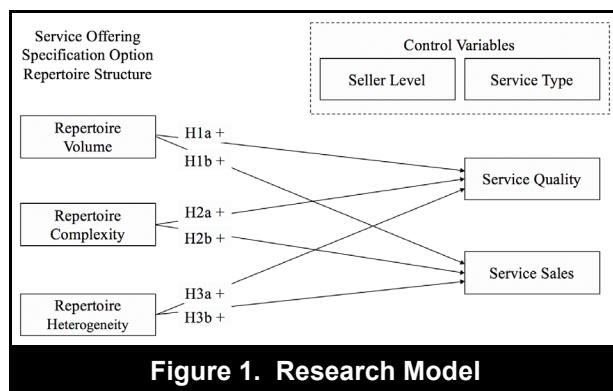 Service Offering
Specification Option
Repertoire Structure
Control Variables
Seller Level
Service Type
Repertoire
Volume
H1a +
H1b +
Service Quality
Repertoire
Complexity
H2a +
H2b +
Service Sales
Repertoire
Heterogeneity
H3a +
H3b +
Figure 1. Research Model